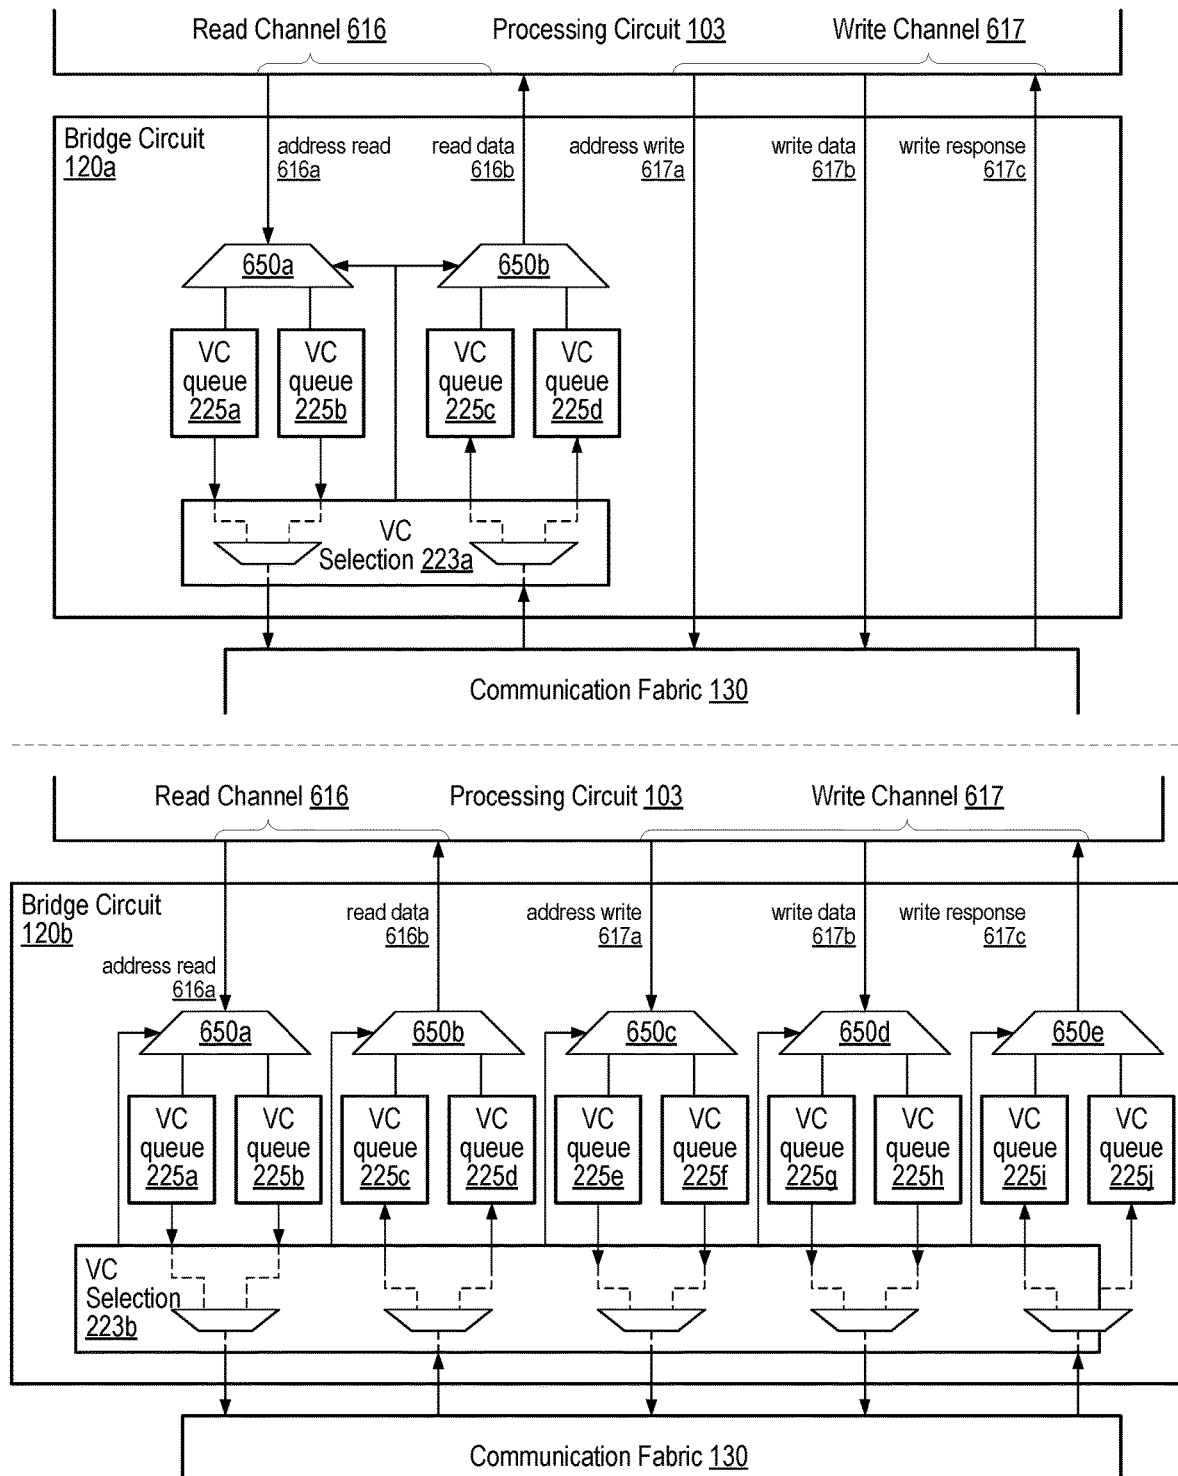 Read Channel 616 Processing Circuit 103 Write Channel 617
Bridge Circuit
120a
address read
616a
read data
616b
address write
617a
write data
617b
write response
617c
650a
650b
VC
queue
225a
VC
queue
225b
VC
queue
225c
VC
queue
225d
VC
Selection 223a
Communication Fabric 130
Read Channel 616 Processing Circuit 103 Write Channel 617
Bridge Circuit
120b
address read
616a
read data
616b
address write
617a
write data
617b
write response
617c
650a
650b
650c
650d
650e
VC
queue
225a
VC
queue
225b
VC
queue
225c
VC
queue
225d
VC
queue
225e
VC
queue
225f
VC
queue
225g
VC
queue
225h
VC
queue
225i
VC
queue
225j
VC
Selection
223b
Communication Fabric 130